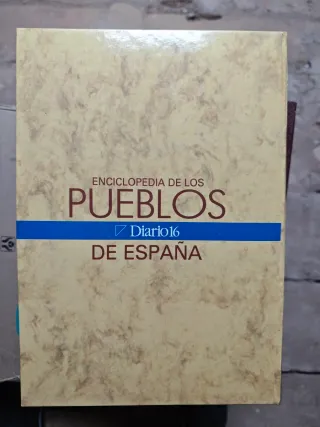 ENCICLOPEDIA DE LOS
PUEBLOS
Diario16
DE ESPAÑA